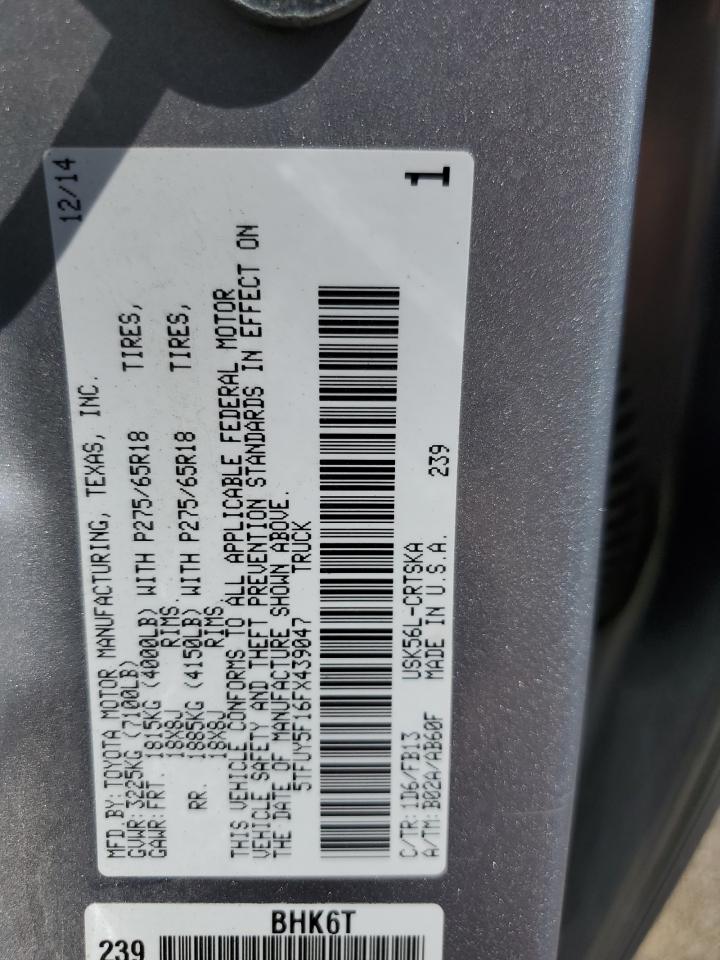 MFD.BY: TOYOTA MOTOR MANUFACTURING, TEXAS, INC. 12/14
GVWR: 3225KG (7100LB)
GAWR: FRT. 1815KG (4000LB) WITH P275/65R18 TIRES,
18X8J RIMS.
RR. 1885KG (4150LB) WITH P275/65R18 TIRES,
18X8J RIMS.
THIS VEHICLE CONFORMS TO ALL APPLICABLE FEDERAL MOTOR
VEHICLE SAFETY AND THEFT PREVENTION STANDARDS IN EFFECT ON
THE DATE OF MANUFACTURE SHOWN ABOVE.
5TFUY5F16FX439047 TRUCK
C/TR: 1D6/FB13 USK56L-CRTSKA 239
A/TM: B02A/AB60F MADE IN U.S.A.
1
BHK6T
239